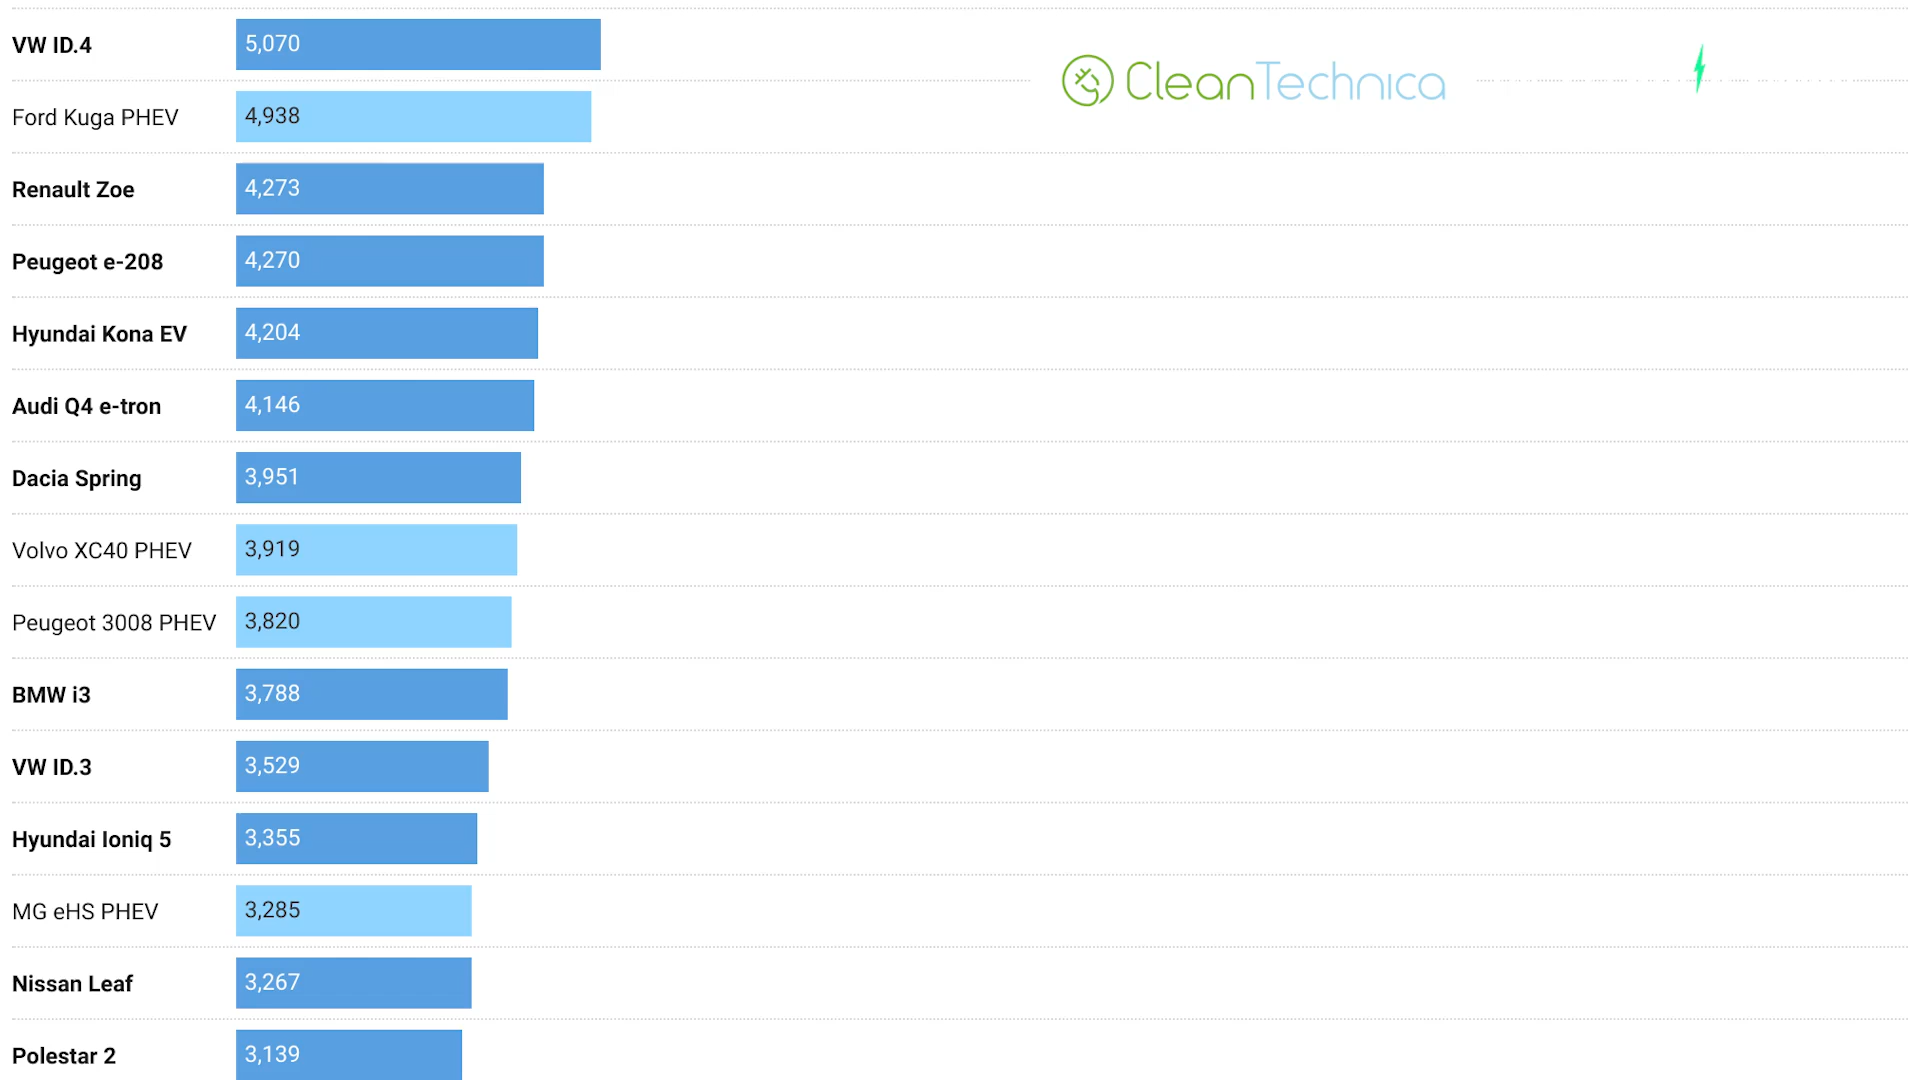 VW ID.4 5,070
CleanTechnica
Ford Kuga PHEV 4,938
Renault Zoe 4,273
Peugeot e-208 4,270
Hyundai Kona EV 4,204
Audi Q4 e-tron 4,146
Dacia Spring 3,951
Volvo XC40 PHEV 3,919
Peugeot 3008 PHEV 3,820
BMW i3 3,788
VW ID.3 3,529
Hyundai Ioniq 5 3,355
MG eHS PHEV 3,285
Nissan Leaf 3,267
Polestar 2 3,139